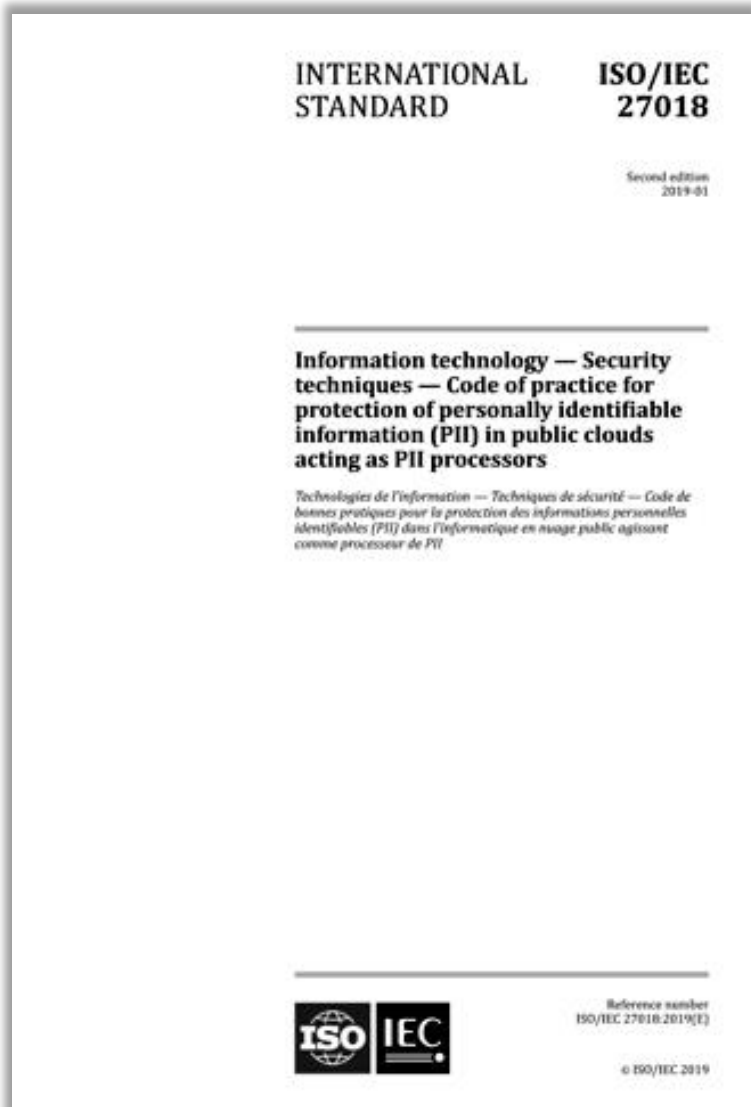 INTERNATIONAL
STANDARD
ISO/IEC
27018
Second edition
2019-01
Information technology — Security
techniques — Code of practice for
protection of personally identifiable
information (PII) in public clouds
acting as PII processors
Technologies de l'information — Techniques de sécurité — Code de
bonnes pratiques pour la protection des informations personnelles
identifiables (PII) dans l'informatique en nuage public agissant
comme processeur de PII
ISO
IEC
Reference number
ISO/IEC 27018:2019(E)
© ISO/IEC 2019